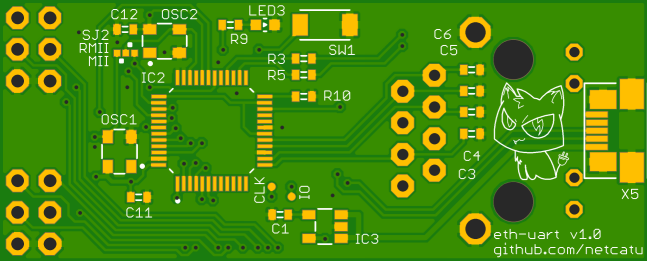 C12
OSC2
LED3
SJ2
RMII
MII
R9
SW1
C6
C5
IC2
R3
R5
R10
OSC1
C4
C3
CLK
IO
C11
C1
IC3
X5
eth-uart v1.0
github.com/netcatu